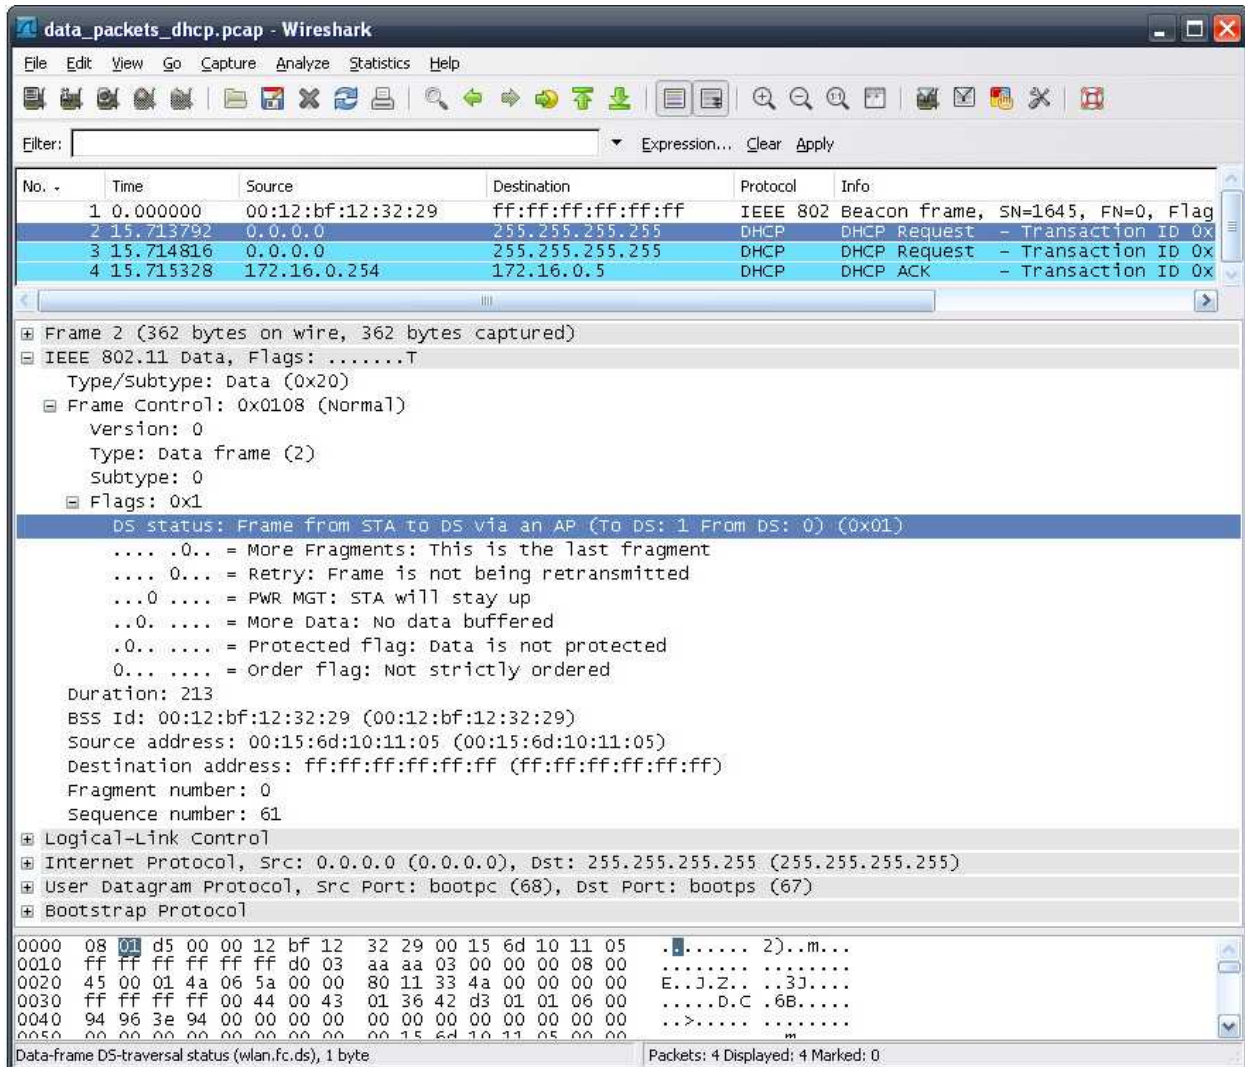 data_packets_dhcp.pcap - Wireshark
File Edit View Go Capture Analyze Statistics Help
Filter: Expression... Clear Apply
No. Time Source Destination Protocol Info
1 0.000000 00:12:bf:12:32:29 ff:ff:ff:ff:ff:ff IEEE 802 Beacon frame, SN=1645, FN=0, Flag
2 15.713792 0.0.0.0 255.255.255.255 DHCP DHCP Request - Transaction ID 0x
3 15.714816 0.0.0.0 255.255.255.255 DHCP DHCP Request - Transaction ID 0x
4 15.715328 172.16.0.254 172.16.0.5 DHCP DHCP ACK - Transaction ID 0x
Frame 2 (362 bytes on wire, 362 bytes captured)
IEEE 802.11 Data, Flags: .......T
Type/Subtype: Data (0x20)
Frame Control: 0x0108 (Normal)
Version: 0
Type: Data frame (2)
Subtype: 0
Flags: 0x1
DS status: Frame from STA to DS via an AP (To DS: 1 From DS: 0) (0x01)
.... .0.. = More Fragments: This is the last fragment
.... 0... = Retry: Frame is not being retransmitted
...0 .... = PWR MGT: STA will stay up
..0. .... = More Data: No data buffered
.0.. .... = Protected flag: Data is not protected
0... .... = Order flag: Not strictly ordered
Duration: 213
BSS Id: 00:12:bf:12:32:29 (00:12:bf:12:32:29)
Source address: 00:15:6d:10:11:05 (00:15:6d:10:11:05)
Destination address: ff:ff:ff:ff:ff:ff (ff:ff:ff:ff:ff:ff)
Fragment number: 0
Sequence number: 61
Logical-Link Control
Internet Protocol, Src: 0.0.0.0 (0.0.0.0), Dst: 255.255.255.255 (255.255.255.255)
User Datagram Protocol, Src Port: bootpc (68), Dst Port: bootps (67)
Bootstrap Protocol
0000 08 01 d5 00 00 12 bf 12 32 29 00 15 6d 10 11 05 ........ 2)..m...
0010 ff ff ff ff ff ff d0 03 aa aa 03 00 00 00 08 00 ........ ........
0020 45 00 01 4a 06 5a 00 00 80 11 33 4a 00 00 00 00 E..J.Z.. ..3J....
0030 ff ff ff ff 00 44 00 43 01 36 42 d3 01 01 06 00 .....D.C .6B.....
0040 94 96 3e 94 00 00 00 00 00 00 00 00 00 00 00 00 ..>..... ........
0050 00 00 00 00 00 00 00 00 00 15 6d 10 11 05 00 00
Data-frame DS-traversal status (wlan.fc.ds), 1 byte Packets: 4 Displayed: 4 Marked: 0